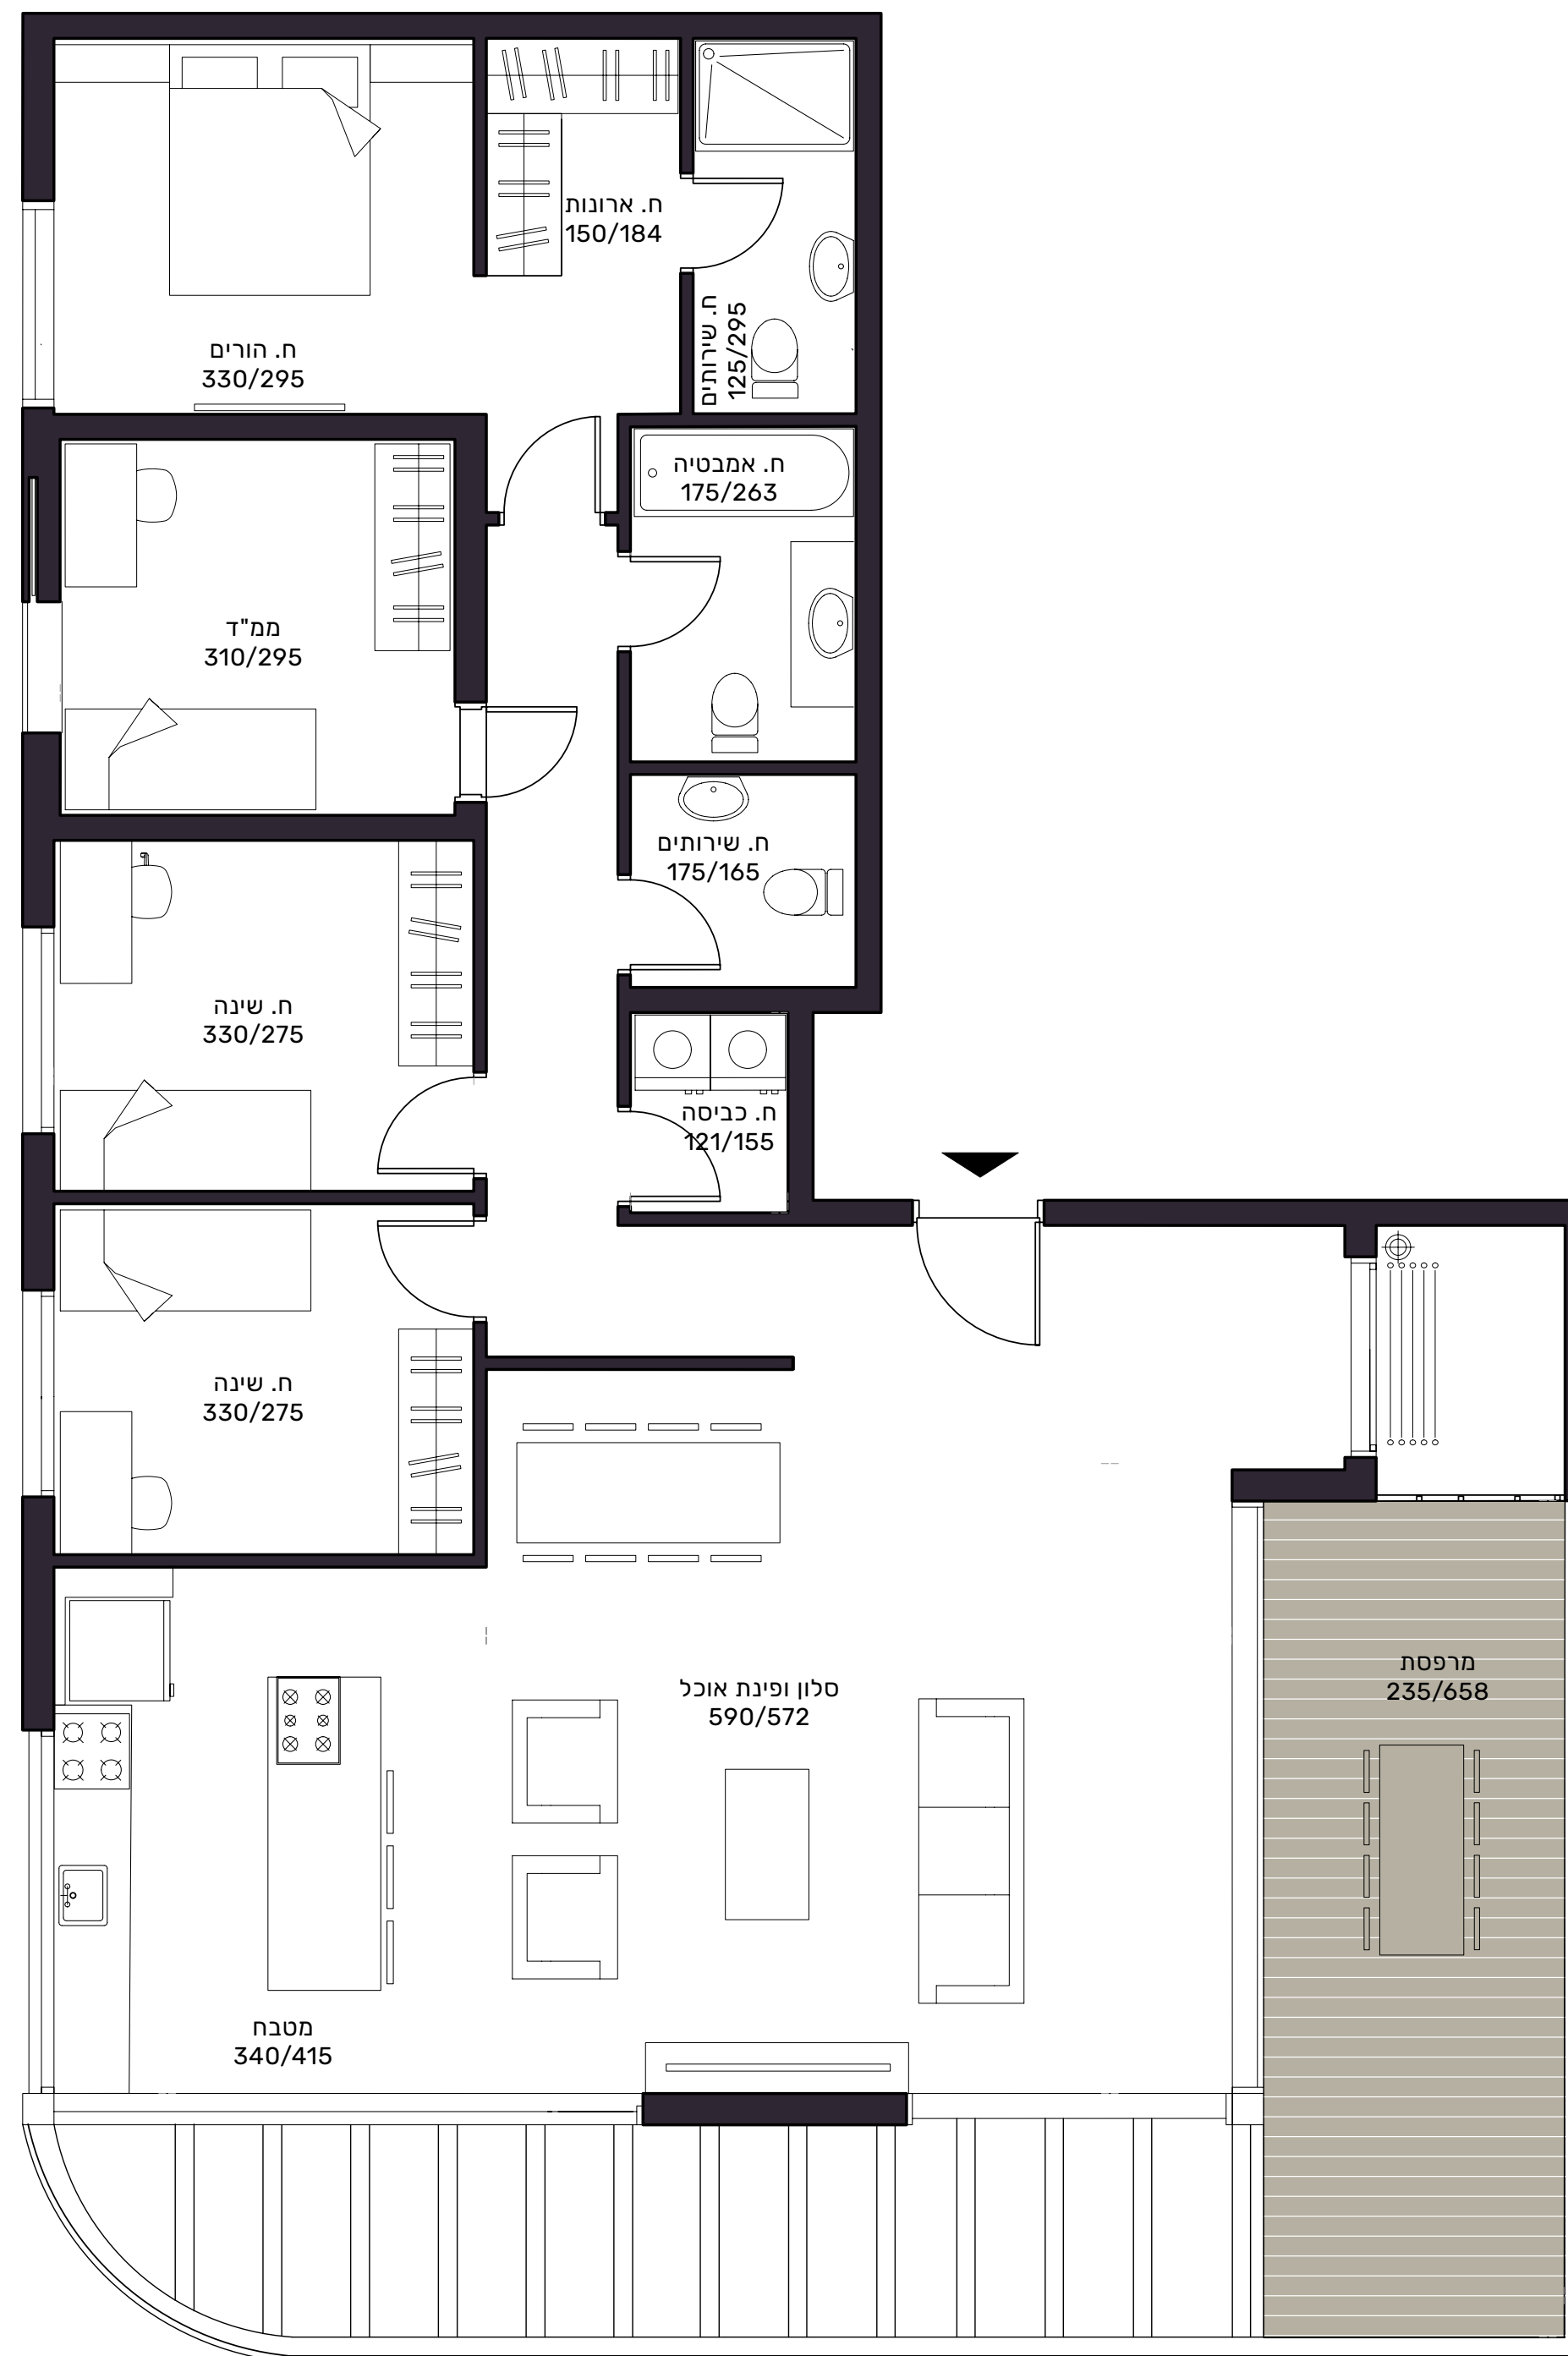 ח. ארונות
150/184
ח. שירותים
125/295
ח. הורים
330/295
ח. אמבטיה
175/263
ממ"ד
310/295
ח. שירותים
175/165
ח. שינה
330/275
ח. כביסה
121/155
ח. שינה
330/275
מרפסת
235/658
סלון ופינת אוכל
590/572
מטבח
340/415